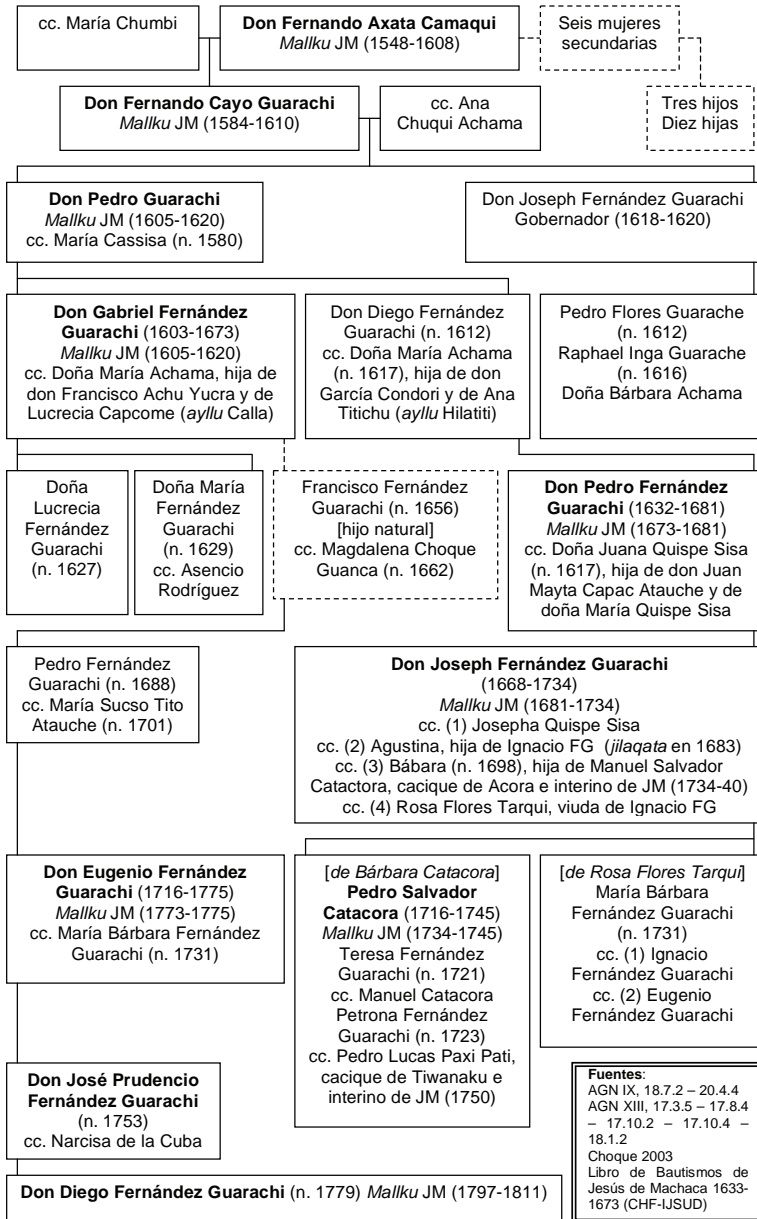 cc. María Chumbi
Don Fernando Axata Camaqui
Mallku JM (1548-1608)
Seis mujeres
secundarias
Don Fernando Cayo Guarachi
Mallku JM (1584-1610)
cc. Ana
Chuqui Achama
Tres hijos
Diez hijas
Don Pedro Guarachi
Mallku JM (1605-1620)
cc. María Cassisa (n. 1580)
Don Joseph Fernández Guarachi
Gobernador (1618-1620)
Don Gabriel Fernández
Guarachi (1603-1673)
Mallku JM (1605-1620)
cc. Doña María Achama, hija de
don Francisco Achu Yucra y de
Lucrecia Capcome (ayllu Calla)
Don Diego Fernández
Guarachi (n. 1612)
cc. Doña María Achama
(n. 1617), hija de don
García Condori y de Ana
Titichu (ayllu Hilatiti)
Pedro Flores Guarache
(n. 1612)
Raphael Inga Guarache
(n. 1616)
Doña Bárbara Achama
Doña
Lucrecia
Fernández
Guarachi
(n. 1627)
Doña María
Fernández
Guarachi
(n. 1629)
cc. Asencio
Rodríguez
Francisco Fernández
Guarachi (n. 1656)
[hijo natural]
cc. Magdalena Choque
Guanca (n. 1662)
Don Pedro Fernández
Guarachi (1632-1681)
Mallku JM (1673-1681)
cc. Doña Juana Quispe Sisa
(n. 1617), hija de don Juan
Mayta Capac Atauche y de
doña María Quispe Sisa
Pedro Fernández
Guarachi (n. 1688)
cc. María Sucso Tito
Atauche (n. 1701)
Don Joseph Fernández Guarachi
(1668-1734)
Mallku JM (1681-1734)
cc. (1) Josepha Quispe Sisa
cc. (2) Agustina, hija de Ignacio FG (jilaqata en 1683)
cc. (3) Bábara (n. 1698), hija de Manuel Salvador
Catactora, cacique de Acora e interino de JM (1734-40)
cc. (4) Rosa Flores Tarqui, viuda de Ignacio FG
Don Eugenio Fernández
Guarachi (1716-1775)
Mallku JM (1773-1775)
cc. María Bárbara Fernández
Guarachi (n. 1731)
[de Bárbara Catacora]
Pedro Salvador
Catacora (1716-1745)
Mallku JM (1734-1745)
Teresa Fernández
Guarachi (n. 1721)
cc. Manuel Catacora
Petrona Fernández
Guarachi (n. 1723)
cc. Pedro Lucas Paxi Pati,
cacique de Tiwanaku e
interino de JM (1750)
[de Rosa Flores Tarqui]
María Bárbara
Fernández Guarachi
(n. 1731)
cc. (1) Ignacio
Fernández Guarachi
cc. (2) Eugenio
Fernández Guarachi
Don José Prudencio
Fernández Guarachi
(n. 1753)
cc. Narcisa de la Cuba
Fuentes:
AGN IX, 18.7.2 – 20.4.4
AGN XIII, 17.3.5 – 17.8.4
– 17.10.2 – 17.10.4 –
18.1.2
Choque 2003
Libro de Bautismos de
Jesús de Machaca 1633-
1673 (CHF-IJSUD)
Don Diego Fernández Guarachi (n. 1779) Mallku JM (1797-1811)